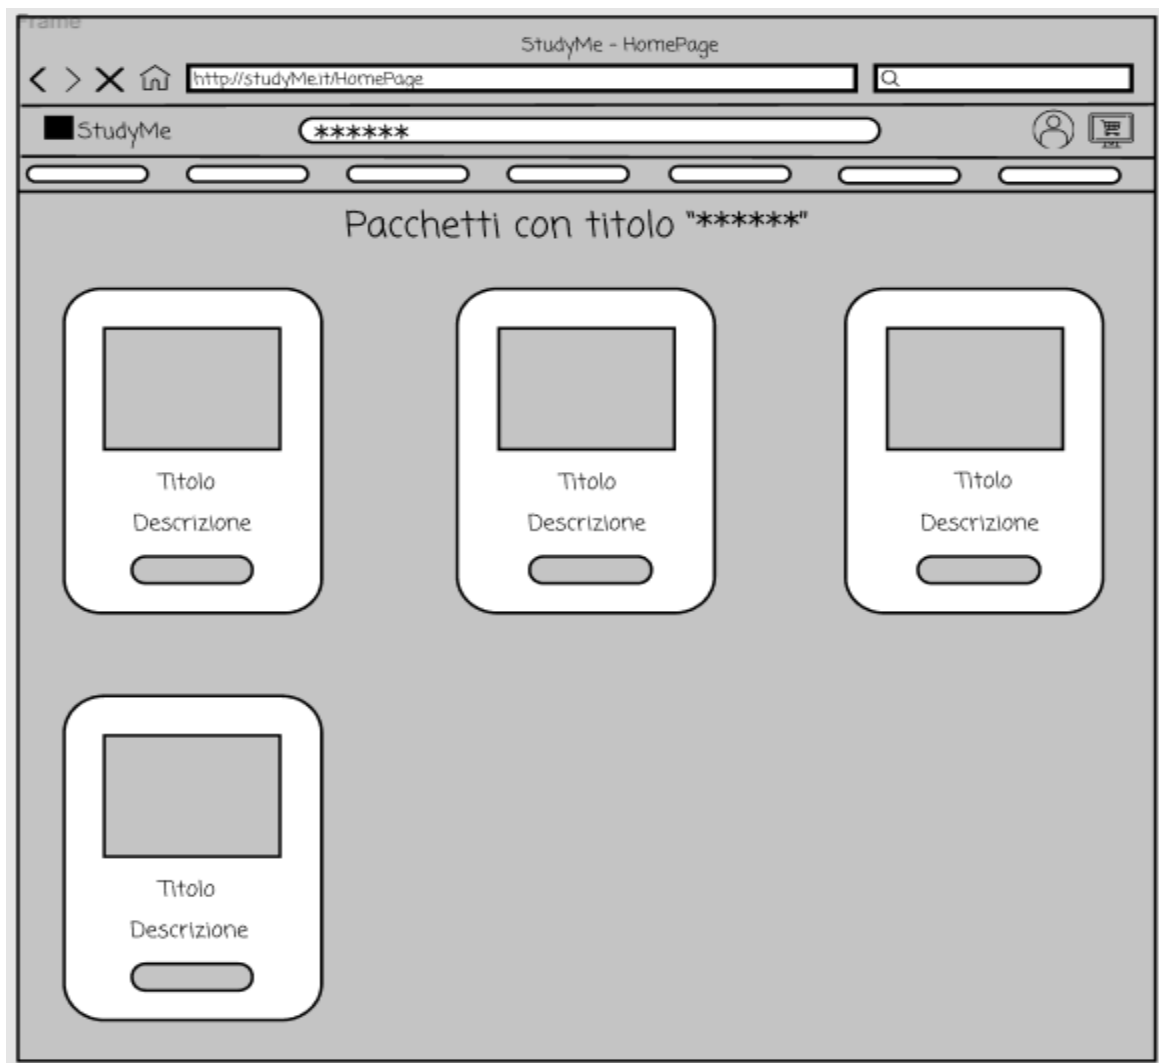 Frame
StudyMe - HomePage
http://studyMe.it/HomePage
StudyMe
******
Pacchetti con titolo "******"
Titolo
Descrizione
Titolo
Descrizione
Titolo
Descrizione
Titolo
Descrizione